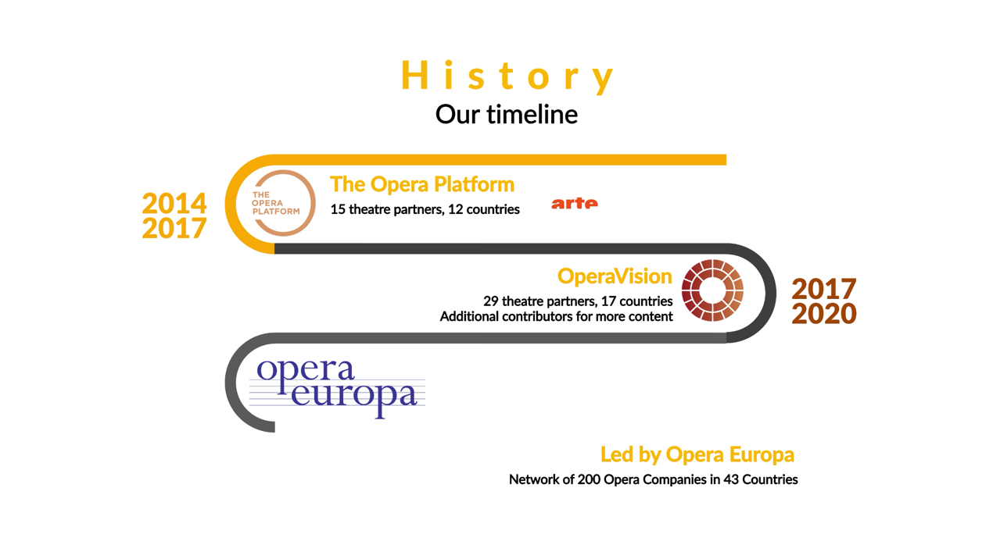 History
Our timeline
2014
2017
THE
OPERA
PLATFORM
The Opera Platform
15 theatre partners, 12 countries
arte
OperaVision
29 theatre partners, 17 countries
Additional contributors for more content
2017
2020
opera
europa
Led by Opera Europa
Network of 200 Opera Companies in 43 Countries